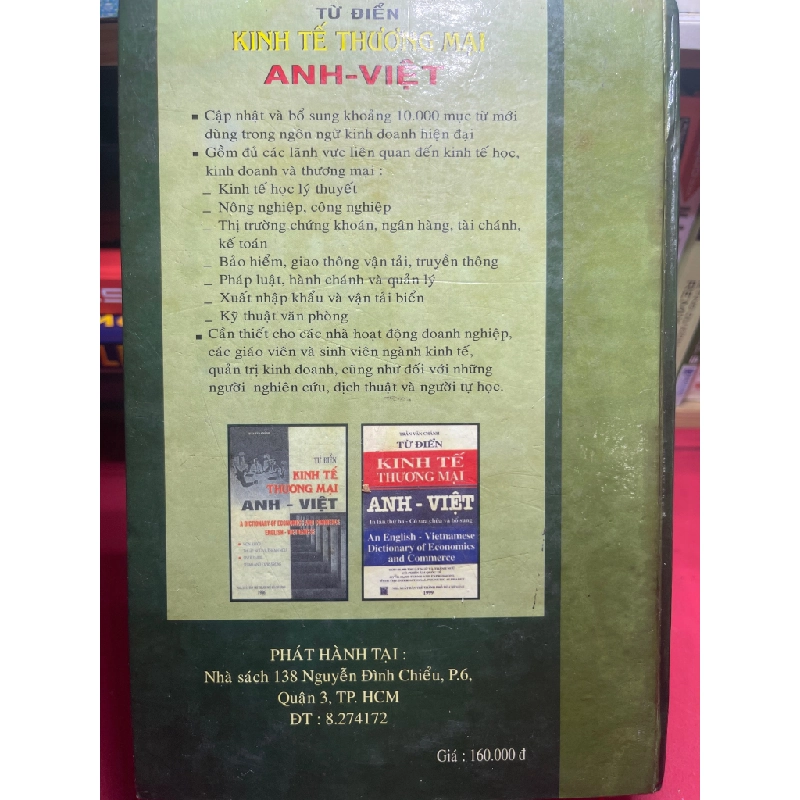 TỪ ĐIỂN
KINH TẾ THƯƠNG MẠI
ANH-VIỆT
Cập nhật và bổ sung khoảng 10.000 mục từ mới
dùng trong ngôn ngữ kinh doanh hiện đại
Gồm đủ các lãnh vực liên quan đến kinh tế học,
kinh doanh và thương mại :
_ Kinh tế học lý thuyết
_ Nông nghiệp, công nghiệp
Thị trường chứng khoán, ngân hàng, tài chánh,
kế toán
_ Bảo hiểm, giao thông vận tải, truyền thông
_ Pháp luật, hành chánh và quản lý
_ Xuất nhập khẩu và vận tải biển
_ Kỹ thuật văn phòng
Cần thiết cho các nhà hoạt động doanh nghiệp,
các giáo viên và sinh viên ngành kinh tế,
quản trị kinh doanh, cũng như đối với những
người nghiên cứu, dịch thuật và người tự học.
TỪ ĐIỂN
KINH TẾ
THƯƠNG MẠI
ANH - VIỆT
A DICTIONARY OF ECONOMICS AND COMMERCE
TỪ ĐIỂN
KINH TẾ
THƯƠNG MẠI
ANH - VIỆT
An English - Vietnamese
Dictionary of Economics
and Commerce
1999
PHÁT HÀNH TẠI :
Nhà sách 138 Nguyễn Đình Chiểu, P.6,
Quận 3, TP. HCM
ĐT : 8.274172
Giá : 160.000 đ